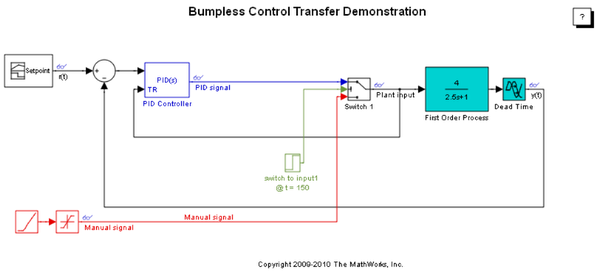 Bumpless Control Transfer Demonstration
?
Setpoint
r(t)
+
−
PID(s)
TR
PID Controller
PID signal
Switch 1
Plant input
4
2.5s+1
First Order Process
Dead Time
y(t)
switch to input1
@ t = 150
Manual signal
Manual signal
Copyright 2009-2010 The MathWorks, Inc.